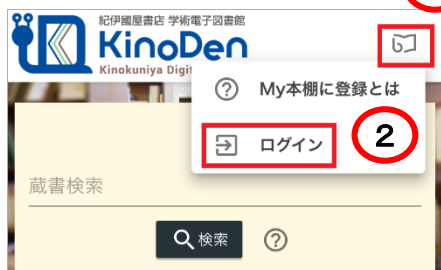 紀伊國屋書店 学術電子図書館
KinoDen
Kinokuniya Digit
My本棚に登録とは
ログイン
2
蔵書検索
検索